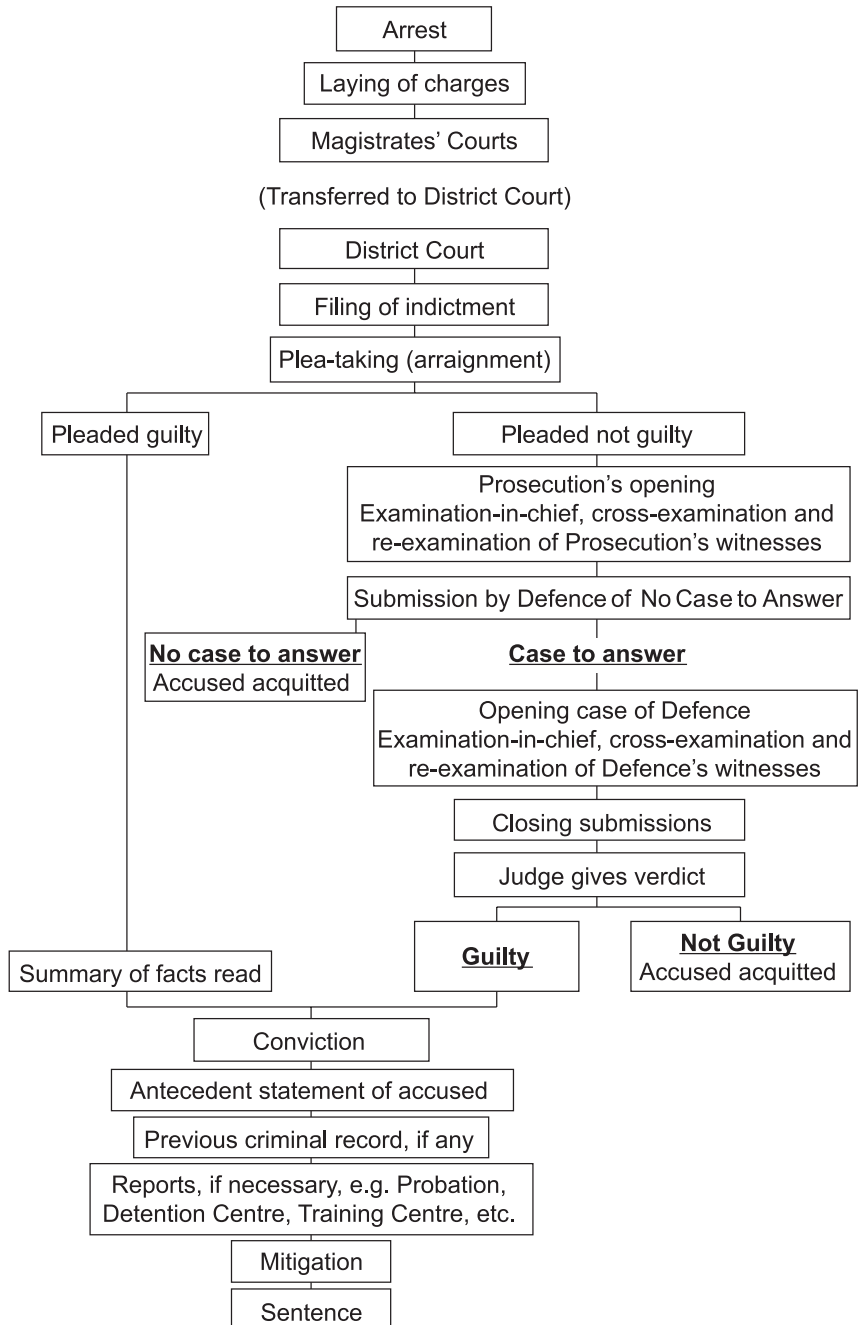 Arrest
Laying of charges
Magistrates’ Courts
(Transferred to District Court)
District Court
Filing of indictment
Plea-taking (arraignment)
Pleaded guilty
Pleaded not guilty
Prosecution’s opening
Examination-in-chief, cross-examination and
re-examination of Prosecution’s witnesses
Submission by Defence of No Case to Answer
No case to answer
Accused acquitted
Case to answer
Opening case of Defence
Examination-in-chief, cross-examination and
re-examination of Defence’s witnesses
Closing submissions
Judge gives verdict
Guilty
Not Guilty
Accused acquitted
Summary of facts read
Conviction
Antecedent statement of accused
Previous criminal record, if any
Reports, if necessary, e.g. Probation,
Detention Centre, Training Centre, etc.
Mitigation
Sentence